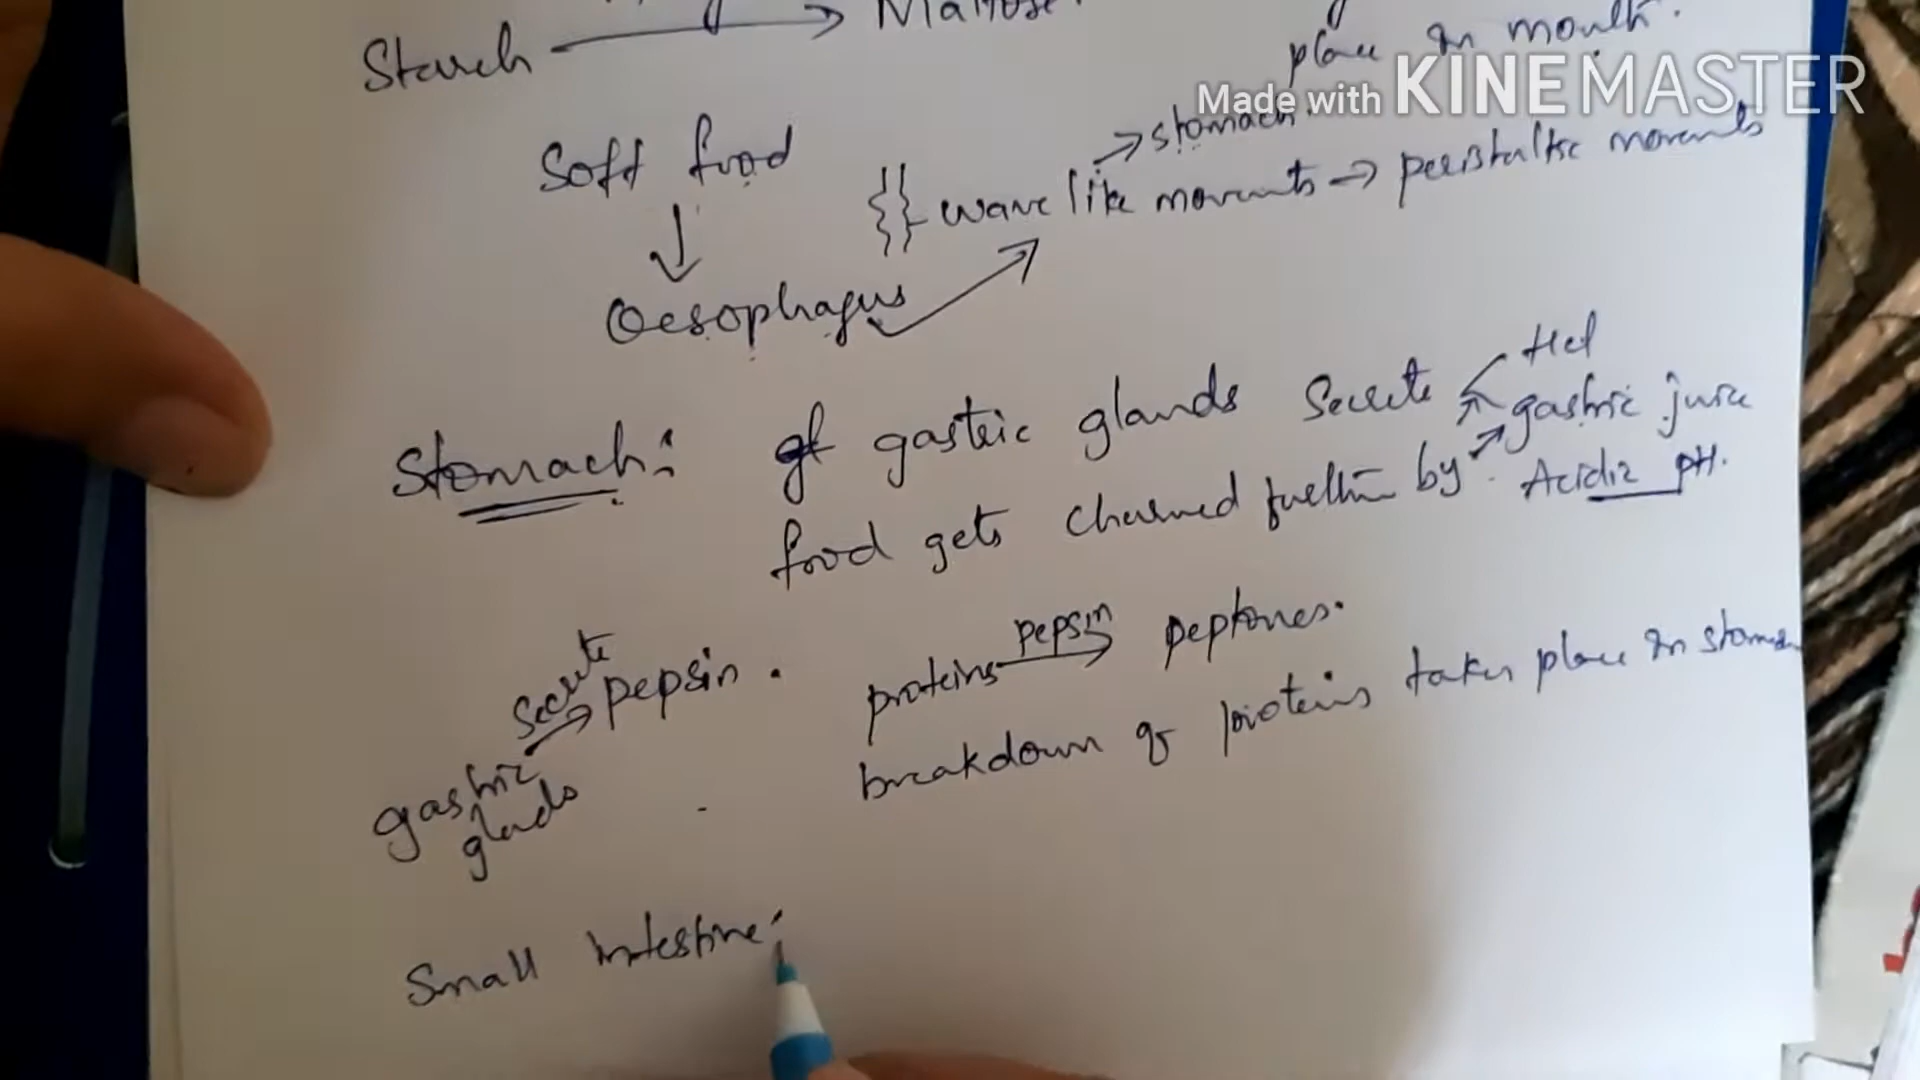 Starch → Maltose
place in mouth.
Made with KINEMASTER
→ stomach.
Soft food
wave like movements → peristaltic movements
↓
Oesophagus
Stomach: gastric glands secrete
Hcl
gastric juice
food gets churned further by Acidic pH.
secrete
pepsin.
proteins pepsin → peptones.
gastric
glands
breakdown of proteins takes place in stomach
Small intestine: